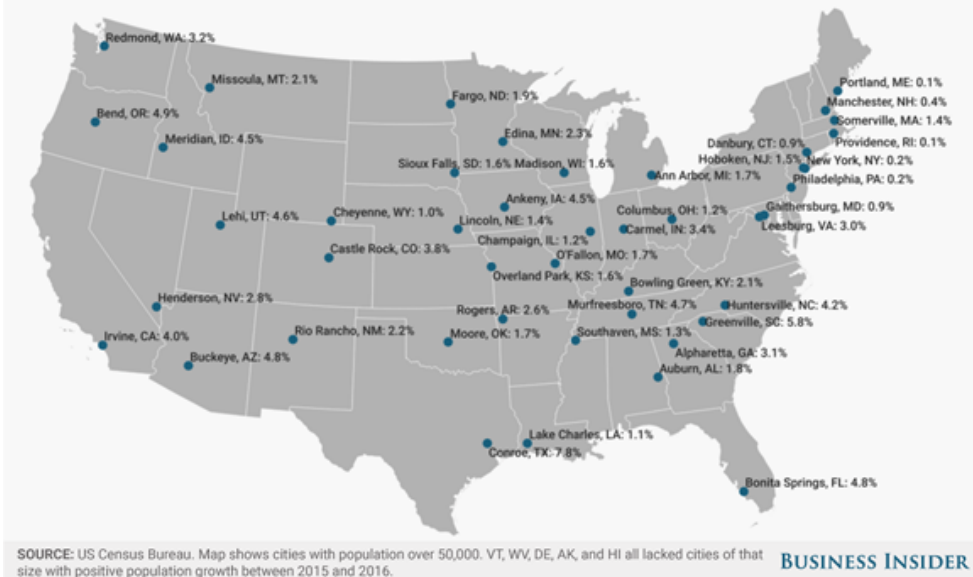 Redmond, WA: 3.2%
Missoula, MT: 2.1%
Portland, ME: 0.1%
Fargo, ND: 1.9%
Manchester, NH: 0.4%
Bend, OR: 4.9%
Somerville, MA: 1.4%
Edina, MN: 2.3%
Meridian, ID: 4.5%
Danbury, CT: 0.9%
Providence, RI: 0.1%
Sioux Falls, SD: 1.6%
Madison, WI: 1.6%
Hoboken, NJ: 1.5%
New York, NY: 0.2%
Ann Arbor, MI: 1.7%
Philadelphia, PA: 0.2%
Ankeny, IA: 4.5%
Gaithersburg, MD: 0.9%
Lehi, UT: 4.6%
Cheyenne, WY: 1.0%
Columbus, OH: 1.2%
Lincoln, NE: 1.4%
Leesburg, VA: 3.0%
Carmel, IN: 3.4%
Champaign, IL: 1.2%
Castle Rock, CO: 3.8%
O'Fallon, MO: 1.7%
Overland Park, KS: 1.6%
Bowling Green, KY: 2.1%
Henderson, NV: 2.8%
Murfreesboro, TN: 4.7%
Huntersville, NC: 4.2%
Rogers, AR: 2.6%
Greenville, SC: 5.8%
Irvine, CA: 4.0%
Rio Rancho, NM: 2.2%
Moore, OK: 1.7%
Southaven, MS: 1.3%
Buckeye, AZ: 4.8%
Alpharetta, GA: 3.1%
Auburn, AL: 1.8%
Lake Charles, LA: 1.1%
Conroe, TX: 7.8%
Bonita Springs, FL: 4.8%
SOURCE: US Census Bureau. Map shows cities with population over 50,000. VT, WV, DE, AK, and HI all lacked cities of that
size with positive population growth between 2015 and 2016.
BUSINESS INSIDER